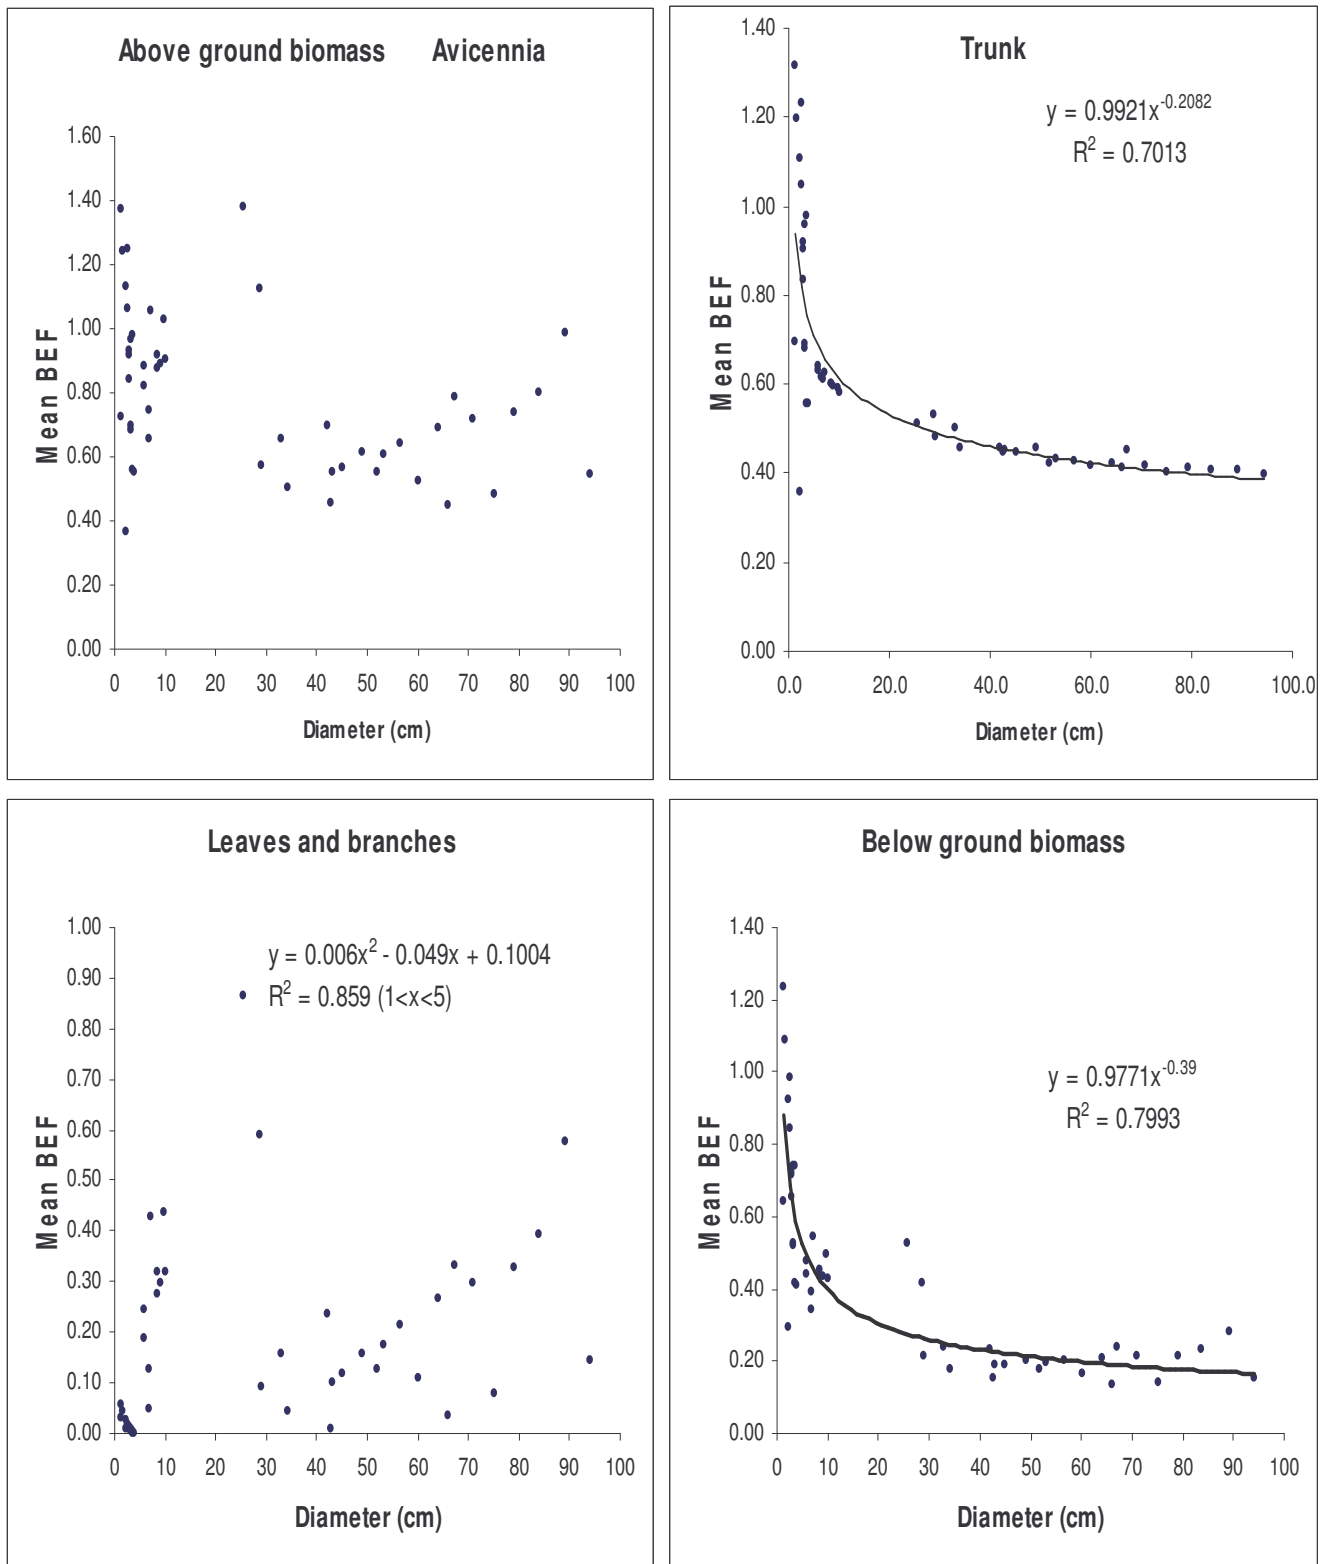 Above ground biomass Avicennia
Mean BEF
1.60
1.40
1.20
1.00
0.80
0.60
0.40
0.20
0.00
0 10 20 30 40 50 60 70 80 90 100
Diameter (cm)
Trunk
y = 0.9921x^-0.2082
R² = 0.7013
Mean BEF
1.40
1.20
1.00
0.80
0.60
0.40
0.20
0.00
0.0 20.0 40.0 60.0 80.0 100.0
Diameter (cm)
Leaves and branches
y = 0.006x² - 0.049x + 0.1004
R² = 0.859 (1<x<5)
Mean BEF
1.00
0.90
0.80
0.70
0.60
0.50
0.40
0.30
0.20
0.10
0.00
0 10 20 30 40 50 60 70 80 90 100
Diameter (cm)
Below ground biomass
y = 0.9771x^-0.39
R² = 0.7993
Mean BEF
1.40
1.20
1.00
0.80
0.60
0.40
0.20
0.00
0 10 20 30 40 50 60 70 80 90 100
Diameter (cm)